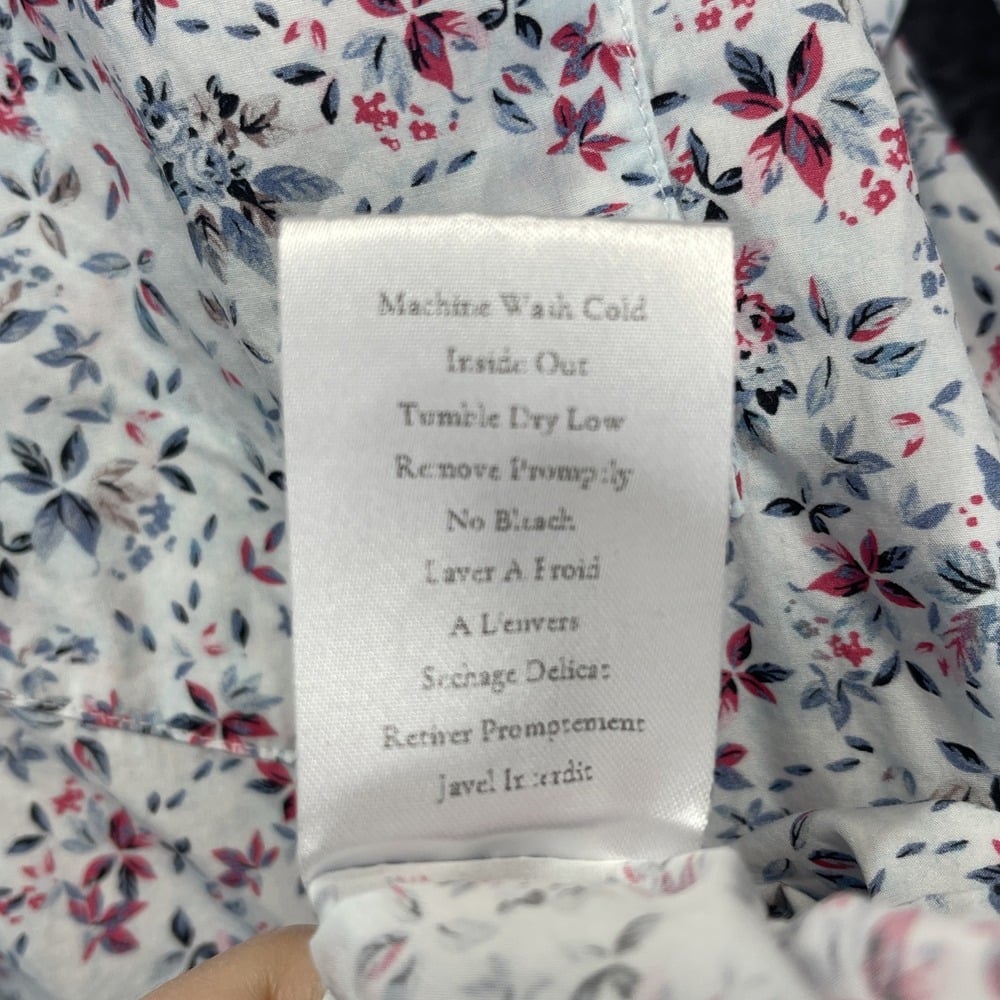 Machine Wash Cold
Inside Out
Tumble Dry Low
Remove Promptly
No Bleach
Laver A Froid
A L'envers
Sechage Delicat
Retirer Promptement
Javel Interdit